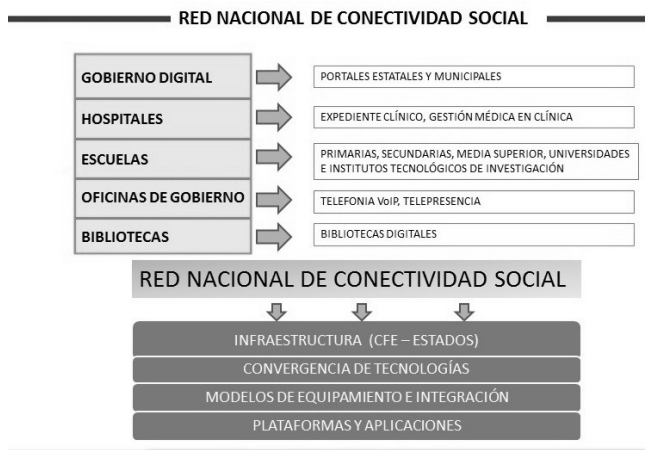 RED NACIONAL DE CONECTIVIDAD SOCIAL
GOBIERNO DIGITAL
PORTALES ESTATALES Y MUNICIPALES
HOSPITALES
EXPEDIENTE CLÍNICO, GESTIÓN MÉDICA EN CLÍNICA
ESCUELAS
PRIMARIAS, SECUNDARIAS, MEDIA SUPERIOR, UNIVERSIDADES
E INSTITUTOS TECNOLÓGICOS DE INVESTIGACIÓN
OFICINAS DE GOBIERNO
TELEFONIA VoIP, TELEPRESENCIA
BIBLIOTECAS
BIBLIOTECAS DIGITALES
RED NACIONAL DE CONECTIVIDAD SOCIAL
INFRAESTRUCTURA (CFE – ESTADOS)
CONVERGENCIA DE TECNOLOGÍAS
MODELOS DE EQUIPAMIENTO E INTEGRACIÓN
PLATAFORMAS Y APLICACIONES